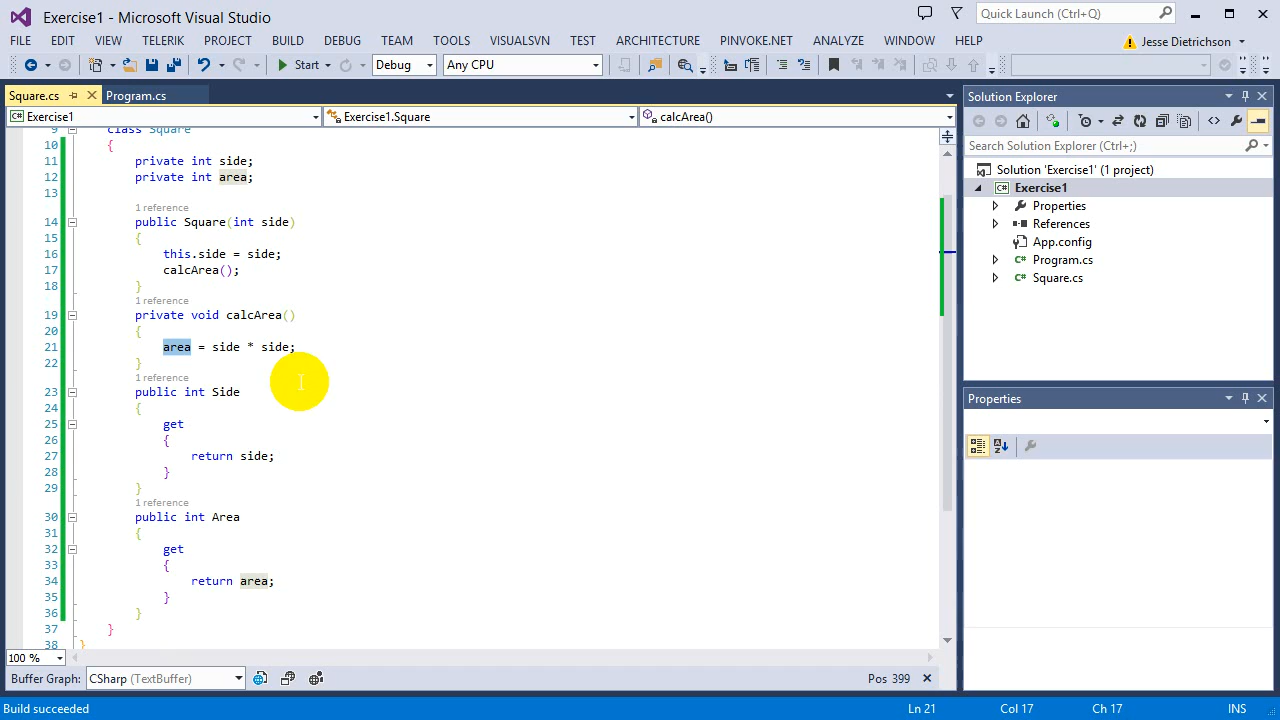 Exercise1 - Microsoft Visual Studio
Quick Launch (Ctrl+Q)
FILE EDIT VIEW TELERIK PROJECT BUILD DEBUG TEAM TOOLS VISUALSVN TEST ARCHITECTURE PINVOKE.NET ANALYZE WINDOW HELP
Jesse Dietrichson
Start Debug Any CPU
Square.cs Program.cs
C# Exercise1 Exercise1.Square calcArea()
9 class Square
10 {
11 private int side;
12 private int area;
13
1 reference
14 public Square(int side)
15 {
16 this.side = side;
17 calcArea();
18 }
1 reference
19 private void calcArea()
20 {
21 area = side * side;
22 }
1 reference
23 public int Side
24 {
25 get
26 {
27 return side;
28 }
29 }
1 reference
30 public int Area
31 {
32 get
33 {
34 return area;
35 }
36 }
37 }
38 }
100 %
Buffer Graph: CSharp (TextBuffer) Pos 399
Solution Explorer
Search Solution Explorer (Ctrl+;)
Solution 'Exercise1' (1 project)
C# Exercise1
Properties
References
App.config
C# Program.cs
C# Square.cs
Properties
Build succeeded Ln 21 Col 17 Ch 17 INS